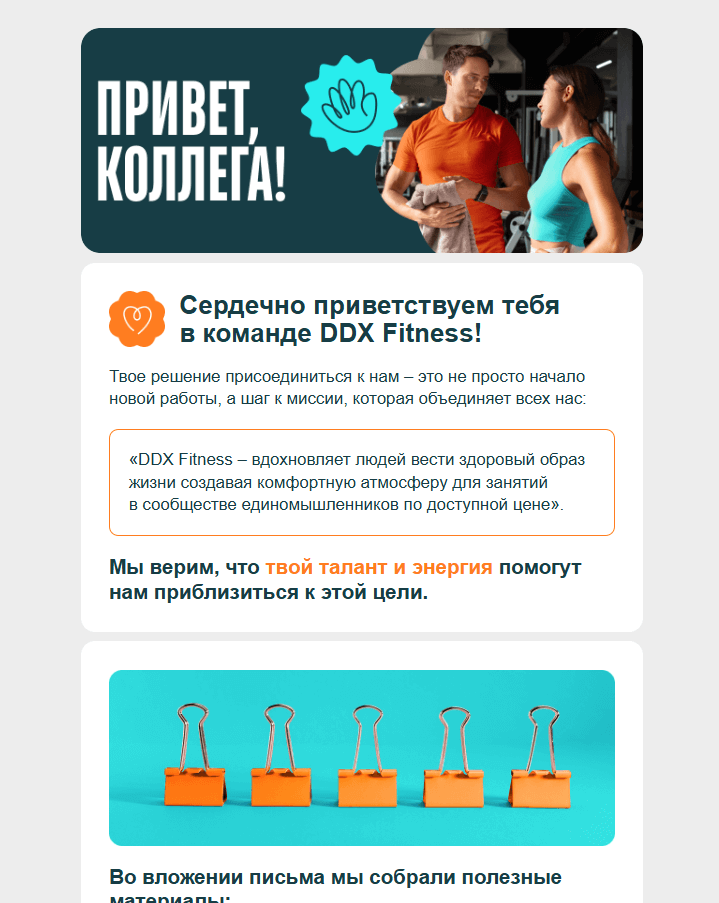 ПРИВЕТ,
КОЛЛЕГА!
Сердечно приветствуем тебя
в команде DDX Fitness!
Твое решение присоединиться к нам – это не просто начало
новой работы, а шаг к миссии, которая объединяет всех нас:
«DDX Fitness – вдохновляет людей вести здоровый образ
жизни создавая комфортную атмосферу для занятий
в сообществе единомышленников по доступной цене».
Мы верим, что твой талант и энергия помогут
нам приблизиться к этой цели.
Во вложении письма мы собрали полезные
материалы: